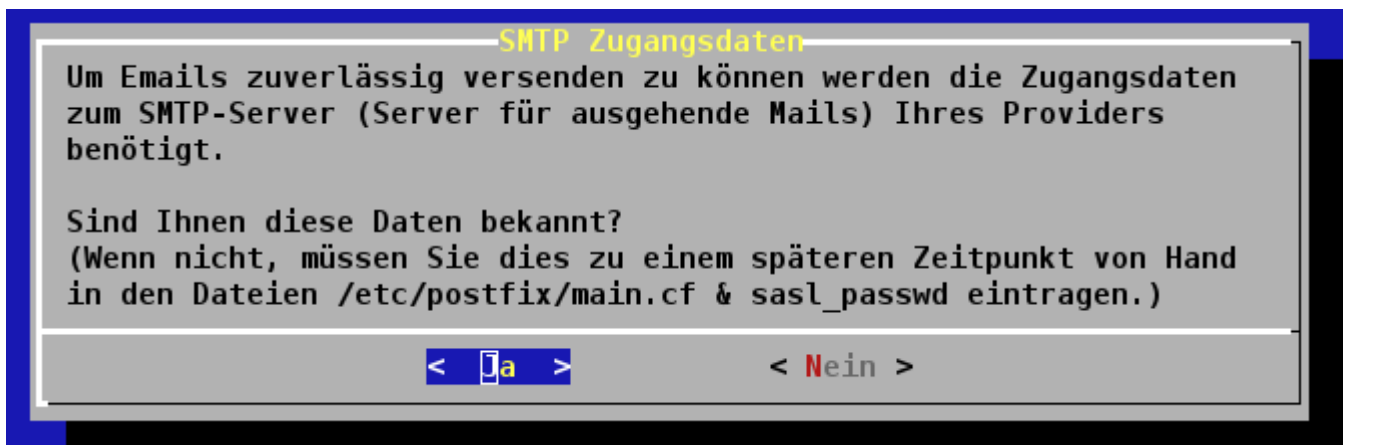 SMTP Zugangsdaten
Um Emails zuverlässig versenden zu können werden die Zugangsdaten
zum SMTP-Server (Server für ausgehende Mails) Ihres Providers
benötigt.
Sind Ihnen diese Daten bekannt?
(Wenn nicht, müssen Sie dies zu einem späteren Zeitpunkt von Hand
in den Dateien /etc/postfix/main.cf & sasl_passwd eintragen.)
< Ja > < Nein >